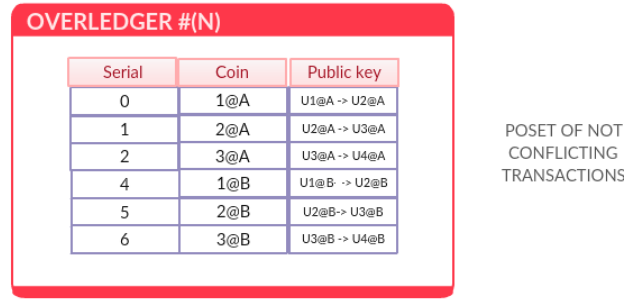 OVERLEDGER #(N)
Serial Coin Public key
0 1@A U1@A -> U2@A
1 2@A U2@A -> U3@A
2 3@A U3@A -> U4@A
4 1@B U1@B· -> U2@B
5 2@B U2@B-> U3@B
6 3@B U3@B -> U4@B
POSET OF NOT
CONFLICTING
TRANSACTIONS